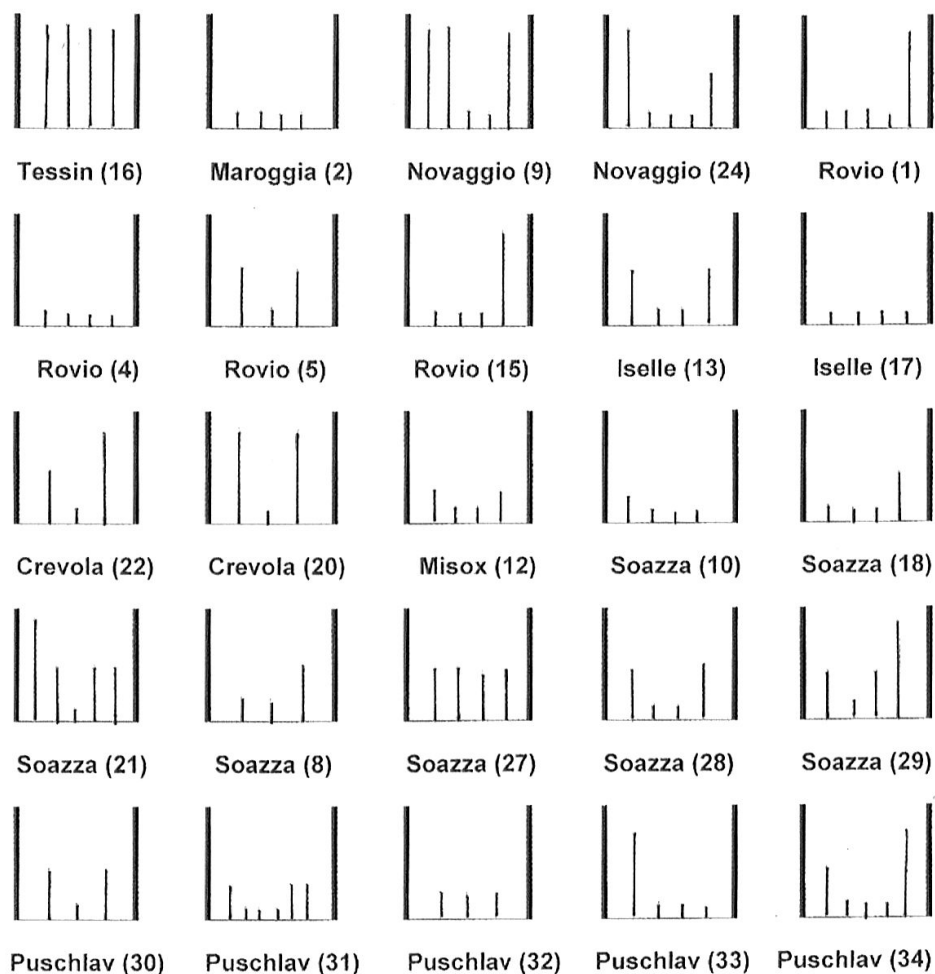 Tessin (16) Maroggia (2) Novaggio (9) Novaggio (24) Rovio (1)
Rovio (4) Rovio (5) Rovio (15) Iselle (13) Iselle (17)
Crevola (22) Crevola (20) Misox (12) Soazza (10) Soazza (18)
Soazza (21) Soazza (8) Soazza (27) Soazza (28) Soazza (29)
Puschlav (30) Puschlav (31) Puschlav (32) Puschlav (33) Puschlav (34)